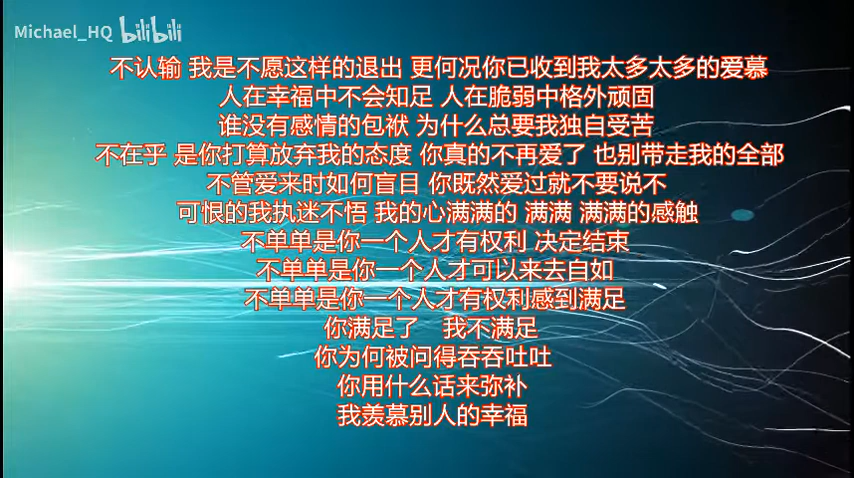 Michael_HQ bilibili
不认输 我是不愿这样的退出 更何况你已收到我太多太多的爱慕
人在幸福中不会知足 人在脆弱中格外顽固
谁没有感情的包袱 为什么总要我独自受苦
不在乎 是你打算放弃我的态度 你真的不再爱了 也别带走我的全部
不管爱来时如何盲目 你既然爱过就不要说不
可恨的我执迷不悟 我的心满满的 满满 满满的感触
不单单是你一个人才有权利 决定结束
不单单是你一个人才可以来去自如
不单单是你一个人才有权利感到满足
你满足了 我不满足
你为何被问得吞吞吐吐
你用什么话来弥补
我羡慕别人的幸福